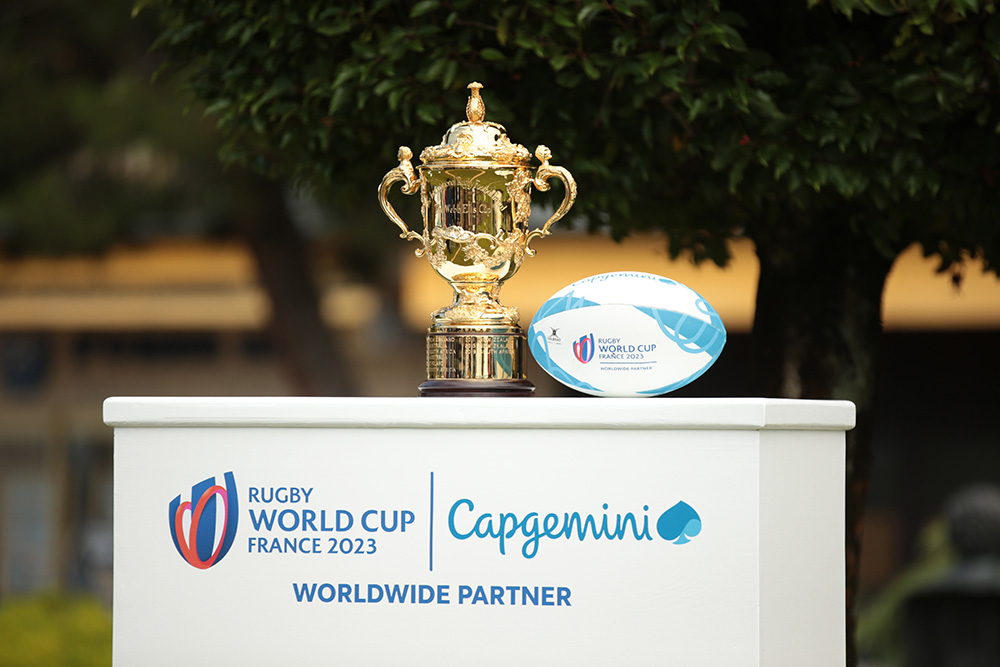 Capgemini
RUGBY
WORLD CUP
FRANCE 2023
WORLDWIDE PARTNER
RUGBY
WORLD CUP
FRANCE 2023
Capgemini
WORLDWIDE PARTNER